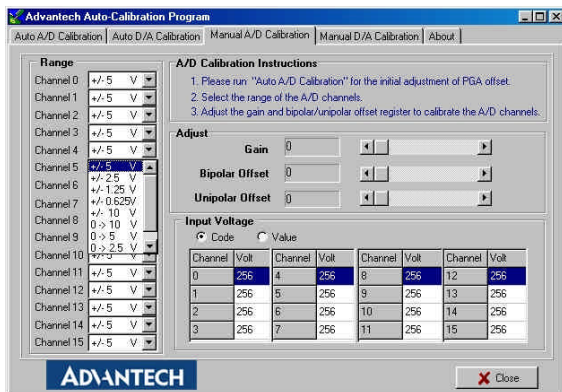 Advantech Auto-Calibration Program
Auto A/D Calibration Auto D/A Calibration Manual A/D Calibration Manual D/A Calibration About
Range
Channel 0 +/- 5 V
Channel 1 +/- 5 V
Channel 2 +/- 5 V
Channel 3 +/- 5 V
Channel 4 +/- 5 V
Channel 5 +/- 5 V
+/- 2.5 V
Channel 6 +/- 1.25 V
Channel 7 +/- 0.625V
+/- 10 V
Channel 8 0 -> 10 V
Channel 9 0 -> 5 V
0 -> 2.5 V
Channel 10 +/- 5 V
Channel 11 +/- 5 V
Channel 12 +/- 5 V
Channel 13 +/- 5 V
Channel 14 +/- 5 V
Channel 15 +/- 5 V
A/D Calibration Instructions
1. Please run "Auto A/D Calibration" for the initial adjustment of PGA offset.
2. Select the range of the A/D channels.
3. Adjust the gain and bipolar/unipolar offset register to calibrate the A/D channels.
Adjust
Gain 0
Bipolar Offset 0
Unipolar Offset 0
Input Voltage
Code Value
Channel Volt Channel Volt Channel Volt Channel Volt
0 256 4 256 8 256 12 256
1 256 5 256 9 256 13 256
2 256 6 256 10 256 14 256
3 256 7 256 11 256 15 256
ADVANTECH
Close